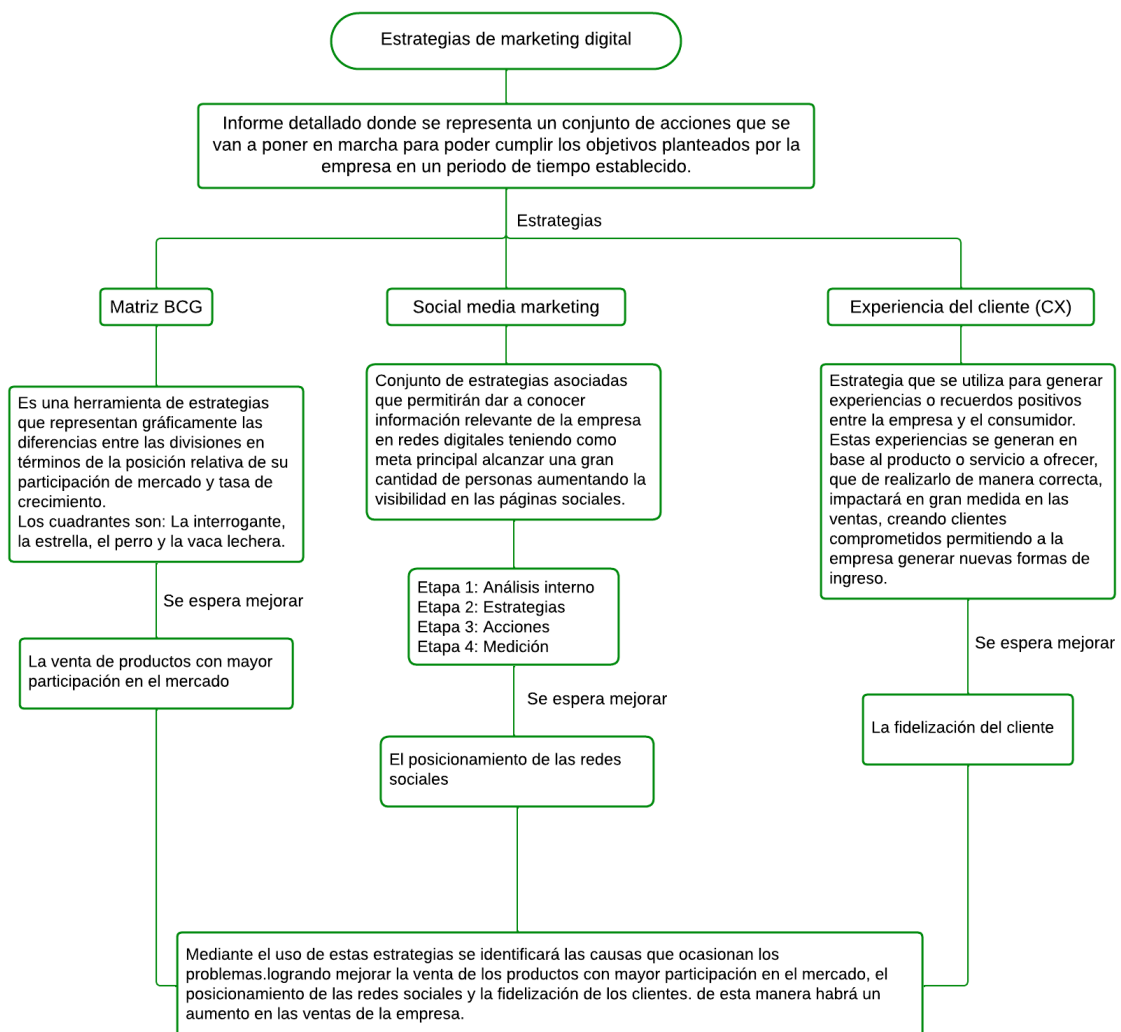 Estrategias de marketing digital
Informe detallado donde se representa un conjunto de acciones que se
van a poner en marcha para poder cumplir los objetivos planteados por la
empresa en un periodo de tiempo establecido.
Estrategias
Matriz BCG
Es una herramienta de estrategias
que representan gráficamente las
diferencias entre las divisiones en
términos de la posición relativa de su
participación de mercado y tasa de
crecimiento.
Los cuadrantes son: La interrogante,
la estrella, el perro y la vaca lechera.
Se espera mejorar
La venta de productos con mayor
participación en el mercado
Social media marketing
Conjunto de estrategias asociadas
que permitirán dar a conocer
información relevante de la empresa
en redes digitales teniendo como
meta principal alcanzar una gran
cantidad de personas aumentando la
visibilidad en las páginas sociales.
Etapa 1: Análisis interno
Etapa 2: Estrategias
Etapa 3: Acciones
Etapa 4: Medición
Se espera mejorar
El posicionamiento de las redes
sociales
Experiencia del cliente (CX)
Estrategia que se utiliza para generar
experiencias o recuerdos positivos
entre la empresa y el consumidor.
Estas experiencias se generan en
base al producto o servicio a ofrecer,
que de realizarlo de manera correcta,
impactará en gran medida en las
ventas, creando clientes
comprometidos permitiendo a la
empresa generar nuevas formas de
ingreso.
Se espera mejorar
La fidelización del cliente
Mediante el uso de estas estrategias se identificará las causas que ocasionan los
problemas.logrando mejorar la venta de los productos con mayor participación en el mercado, el
posicionamiento de las redes sociales y la fidelización de los clientes. de esta manera habrá un
aumento en las ventas de la empresa.